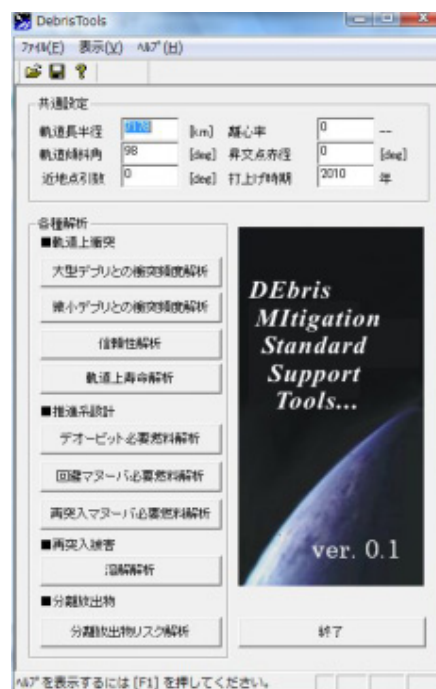 DebrisTools
ﾌｧｲﾙ(E) 表示(V) ﾍﾙﾌﾟ(H)
共通設定
軌道長半径 7178 [km] 離心率 0 --
軌道傾斜角 98 [deg] 昇交点赤径 0 [deg]
近地点引数 0 [deg] 打上げ時期 2010 年
各種解析
■軌道上衝突
大型デブリとの衝突頻度解析
微小デブリとの衝突頻度解析
信頼性解析
軌道上寿命解析
■推進系設計
デオービット必要燃料解析
回避マヌーバ必要燃料解析
再突入マヌーバ必要燃料解析
■再突入被害
溶融解析
■分離放出物
分離放出物リスク解析
DEbris
MItigation
Standard
Support
Tools...
ver. 0.1
終了
ﾍﾙﾌﾟを表示するには [F1] を押してください。